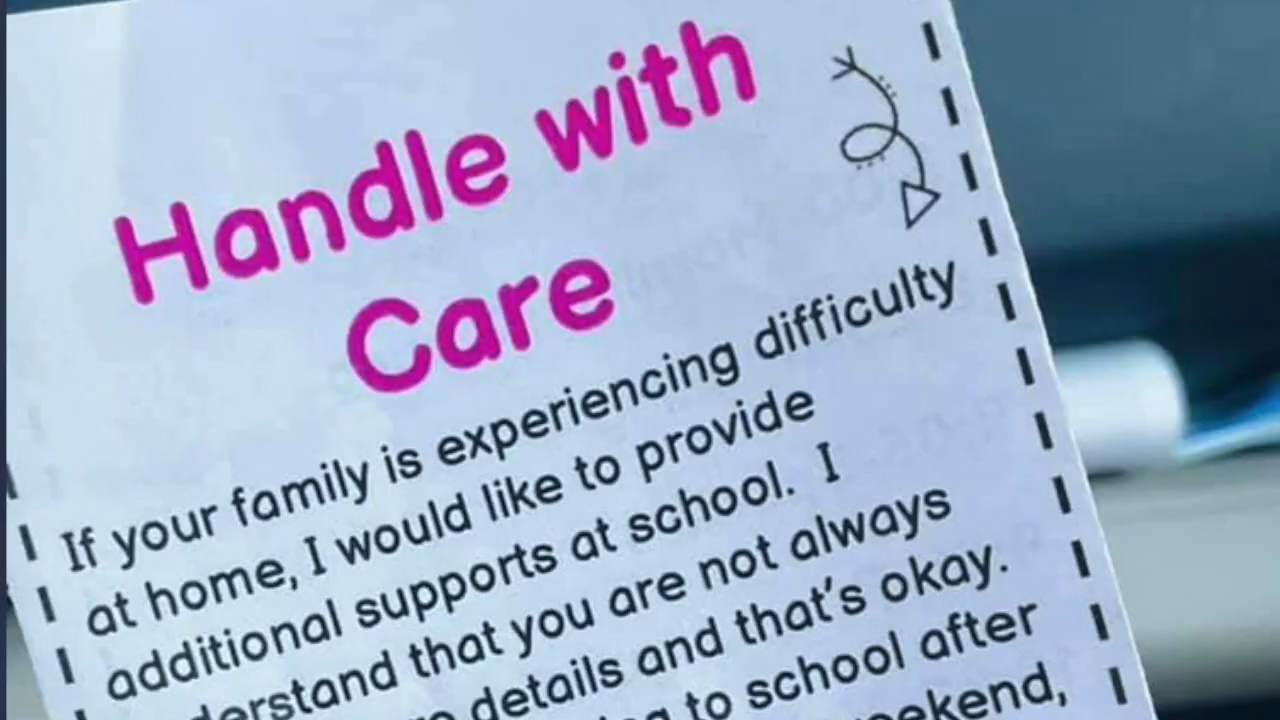 Handle with
Care
If your family is experiencing difficulty
at home, I would like to provide
additional supports at school. I
understand that you are not always
details and that's okay.
to school after
weekend,